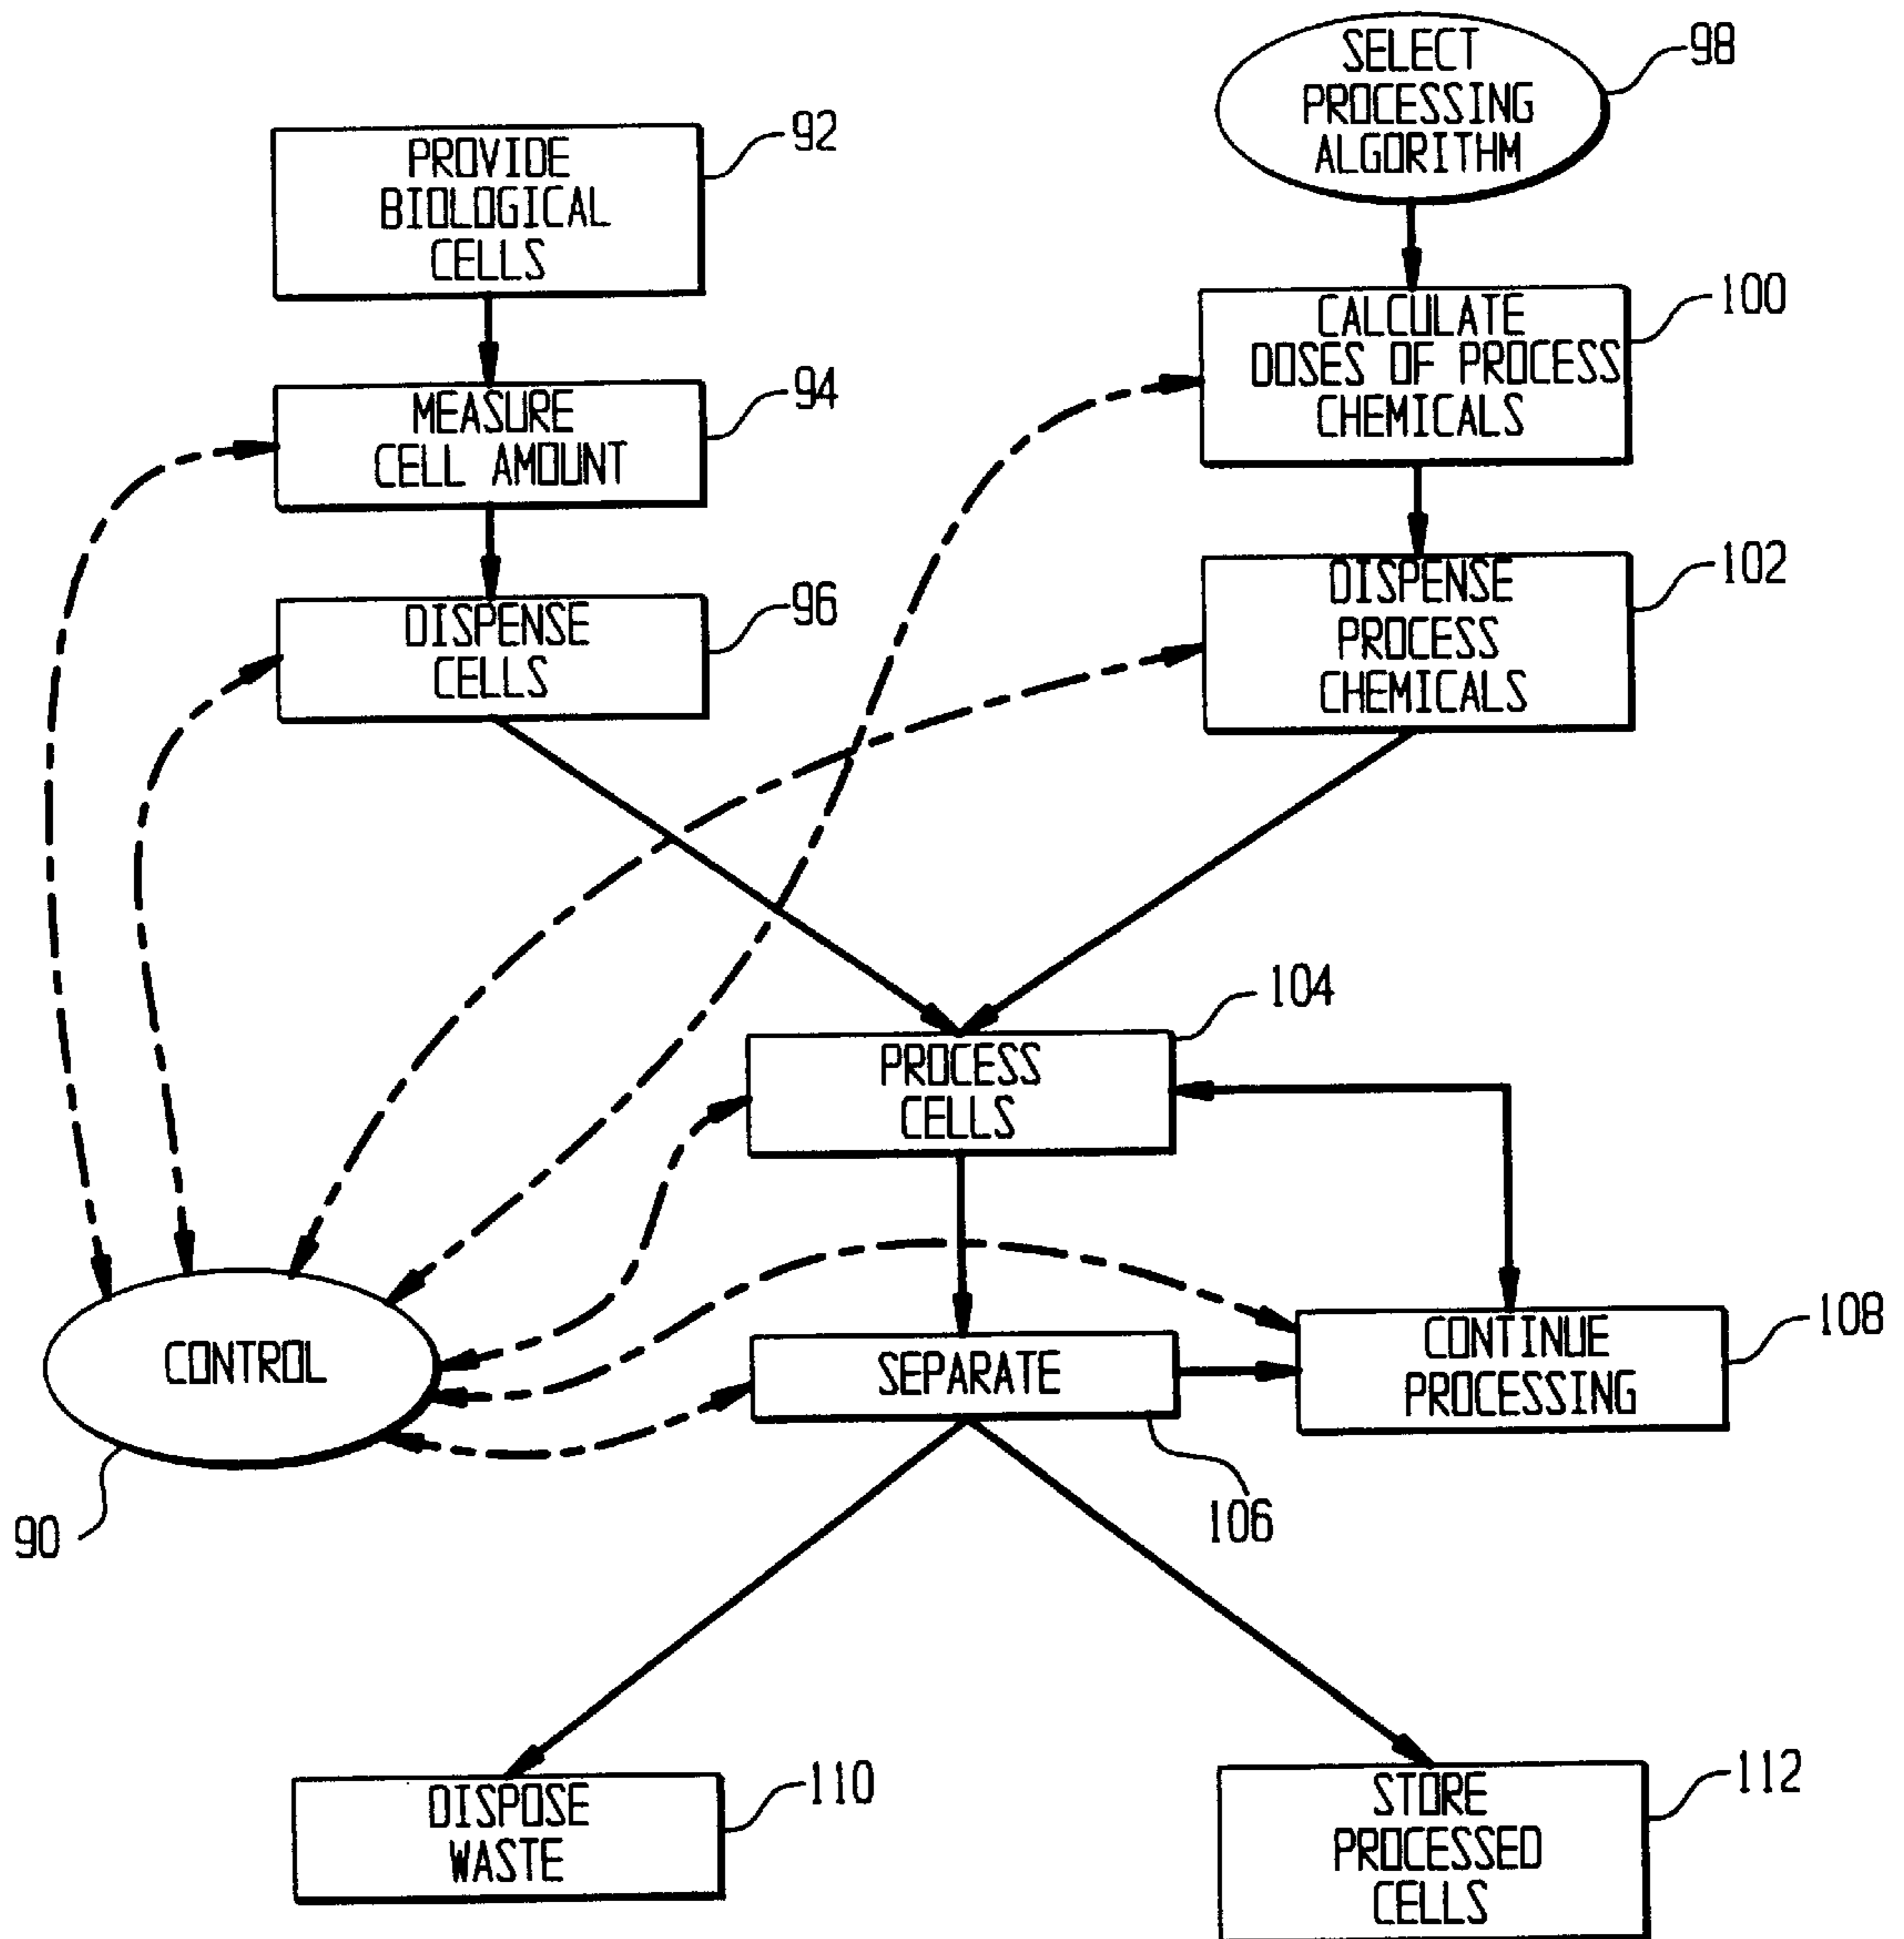 SELECT
PROCESSING
ALGORITHM
98
PROVIDE
BIOLOGICAL
CELLS
92
CALCULATE
DOSES OF PROCESS
CHEMICALS
100
MEASURE
CELL AMOUNT
94
DISPENSE
PROCESS
CHEMICALS
102
DISPENSE
CELLS
96
PROCESS
CELLS
104
CONTROL
90
SEPARATE
106
CONTINUE
PROCESSING
108
DISPOSE
WASTE
110
STORE
PROCESSED
CELLS
112